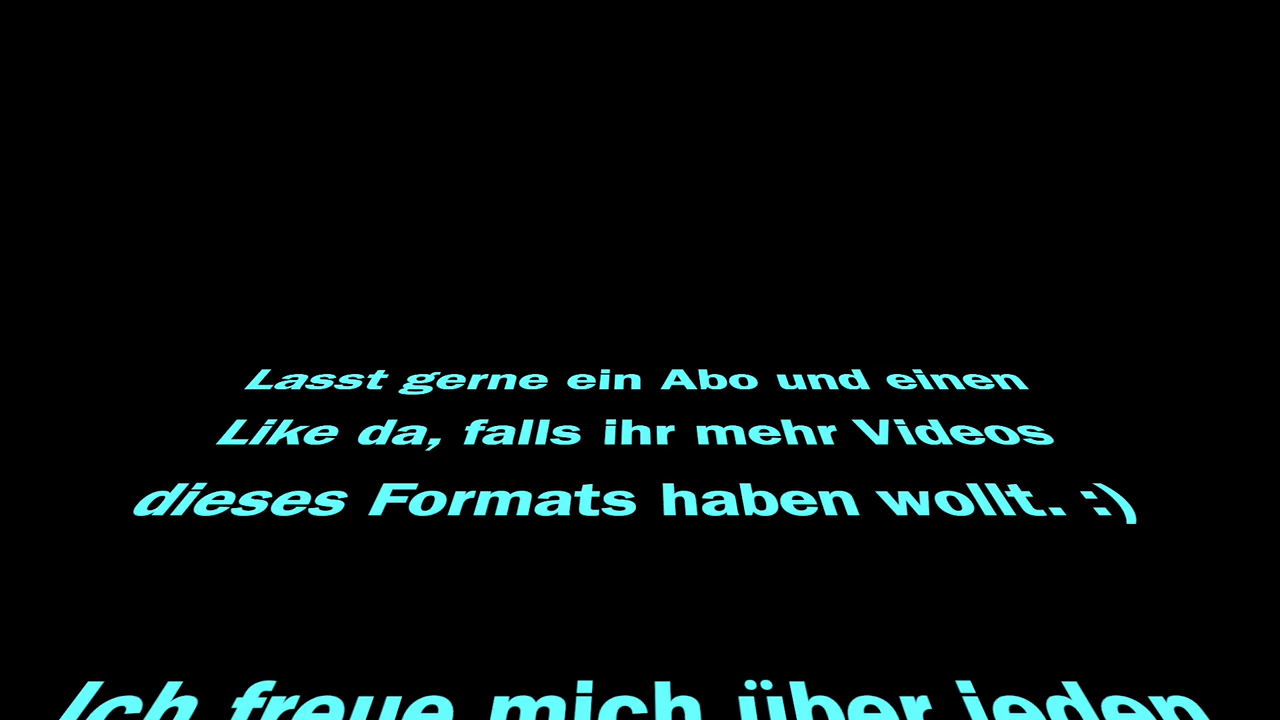 Lasst gerne ein Abo und einen
Like da, falls ihr mehr Videos
dieses Formats haben wollt. :)
Ich freue mich über jeden